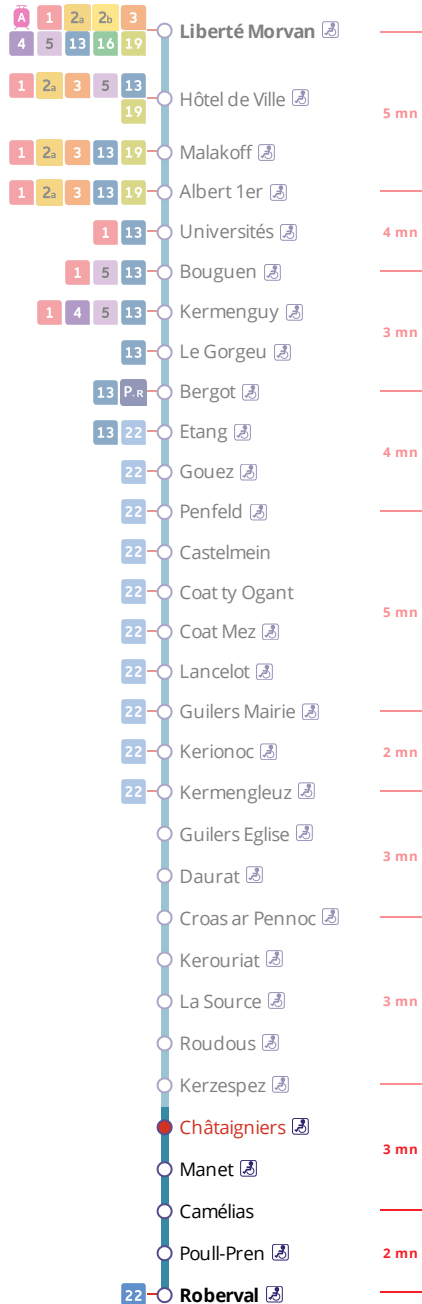 A 1 2a 2b 3
4 5 13 16 19
Liberté Morvan
1 2a 3 5 13
19
Hôtel de Ville
5 mn
1 2a 3 13 19 Malakoff
1 2a 3 13 19 Albert 1er
1 13 Universités 4 mn
1 5 13 Bouguen
1 4 5 13 Kermenguy
3 mn
13 Le Gorgeu
13 P+R Bergot
13 22 Etang
4 mn
22 Gouez
22 Penfeld
22 Castelmein
22 Coat ty Ogant
5 mn
22 Coat Mez
22 Lancelot
22 Guilers Mairie
22 Kerionoc 2 mn
22 Kermengleuz
Guilers Eglise
3 mn
Daurat
Croas ar Pennoc
Kerouriat
La Source 3 mn
Roudous
Kerzespez
Châtaigniers
3 mn
Manet
Camélias
Poull-Pren 2 mn
22 Roberval